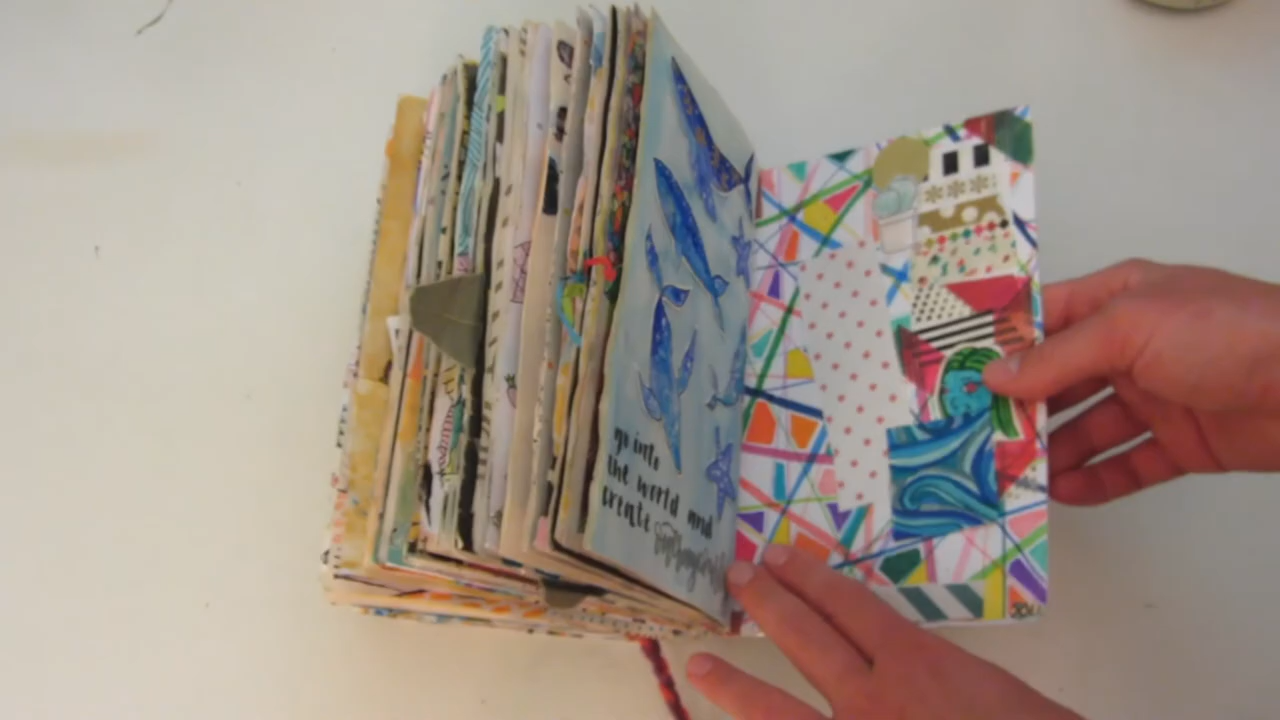 go into
the world and
create